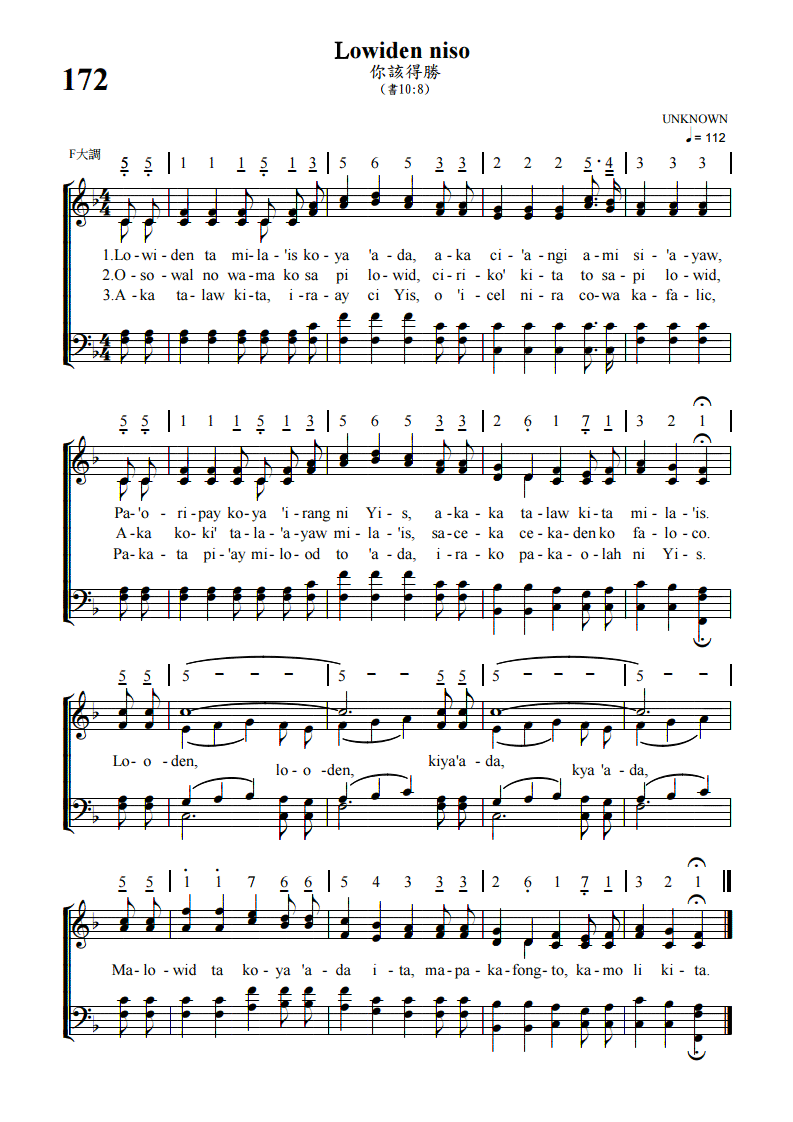 Lowiden niso
172
你該得勝
（書10:8）
UNKNOWN
♩ = 112
F大調
5 5 | 1 1 1 5 1 3 | 5 6 5 3 3 | 2 2 2 5 · 4 | 3 3 3
1.Lo-wi-den ta mi-la-'is ko-ya 'a-da, a-ka ci-'a-ngi a-mi si-'a-yaw,
2.O-so-wal no wa-ma ko sa pi lo-wid, ci-ri-ko' ki-ta to sa-pi lo-wid,
3.A-ka ta-law ki-ta, i-ra-ay ci Yis, o 'i-cel ni-ra co-wa ka-fa-lic,
5 5 | 1 1 1 5 1 3 | 5 6 5 3 3 | 2 6 1 7 1 | 3 2 1
Pa-'o-ri-pay ko-ya 'i-rang ni Yi-s, a-ka-ka ta-law ki-ta mi-la-'is.
A-ka ko-ki' ta-la-'a-yaw mi-la-'is, sa-ce-ka ce-ka-den ko fa-lo-co.
Pa-ka-ta pi-'ay mi-lo-od to 'a-da, i-ra-ko pa-ka-o-lah ni Yi-s.
5 5 | 5 - - - | 5 - - 5 5 | 5 - - - | 5 - -
Lo-o-den, lo-o-den, kiya'a-da, kya 'a-da,
5 5 | 1 1 7 6 6 | 5 4 3 3 3 | 2 6 1 7 1 | 3 2 1
Ma-lo-wid ta ko-ya 'a-da i-ta, ma-pa-ka-fong-to, ka-mo li ki-ta.